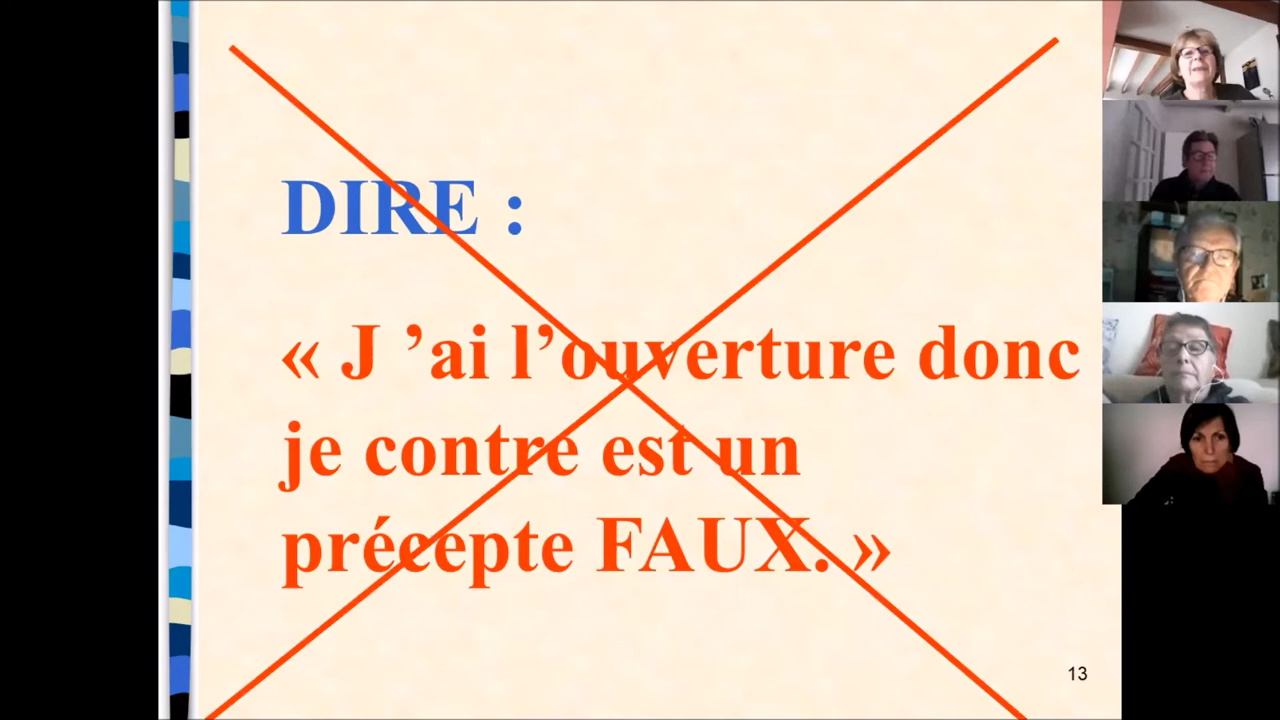 DIRE :
« J ’ai l’ouverture donc
je contre est un
précepte FAUX. »
13